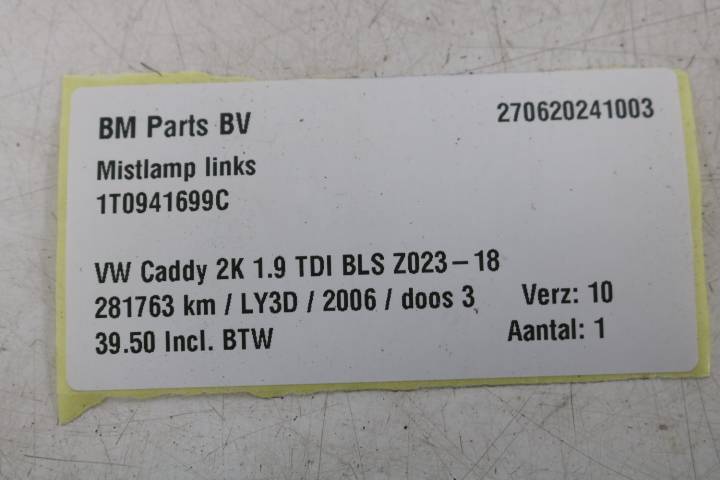 BM Parts BV 270620241003
Mistlamp links
1T0941699C
VW Caddy 2K 1.9 TDI BLS Z023-18
281763 km / LY3D / 2006 / doos 3 Verz: 10
39.50 Incl. BTW Aantal: 1